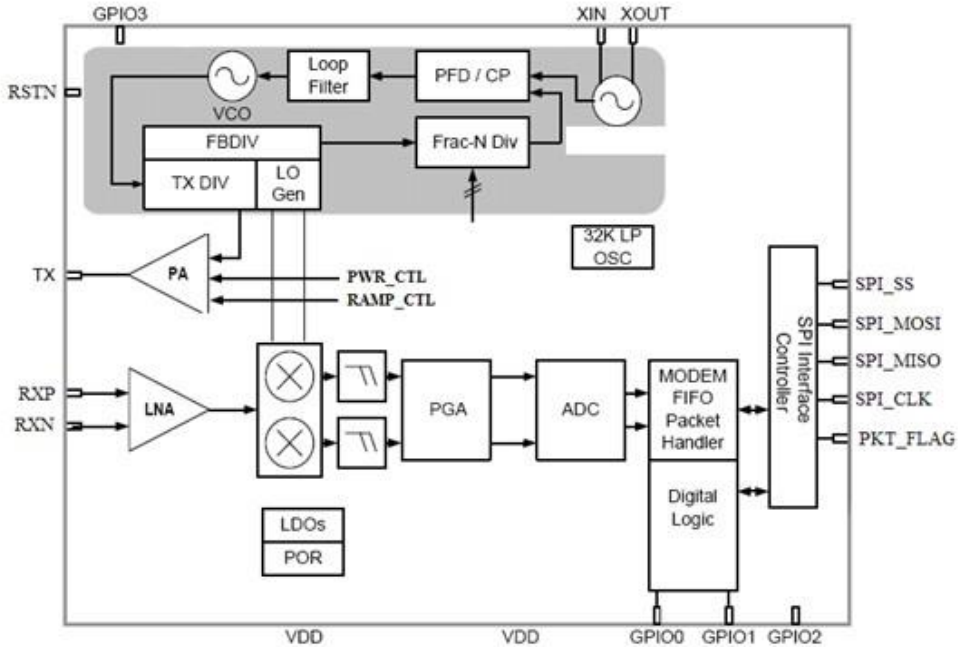 GPIO3
XIN XOUT
RSTN
VCO
Loop
Filter
PFD / CP
FBDIV
TX DIV
LO
Gen
Frac-N Div
32K LP
OSC
TX
PA
PWR_CTL
RAMP_CTL
RXP
RXN
LNA
PGA
ADC
MODEM
FIFO
Packet
Handler
Digital
Logic
SPI Interface
Controller
SPI_SS
SPI_MOSI
SPI_MISO
SPI_CLK
PKT_FLAG
LDOs
POR
VDD
VDD
GPIO0
GPIO1
GPIO2